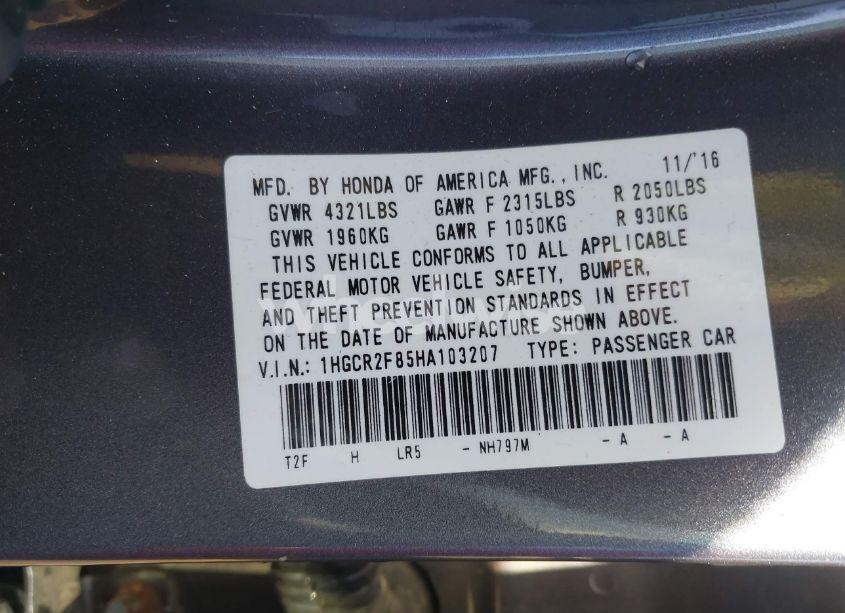 MFD. BY HONDA OF AMERICA MFG., INC. 11/'16
GVWR 4321LBS GAWR F 2315LBS R 2050LBS
GVWR 1960KG GAWR F 1050KG R 930KG
THIS VEHICLE CONFORMS TO ALL APPLICABLE
FEDERAL MOTOR VEHICLE SAFETY, BUMPER,
AND THEFT PREVENTION STANDARDS IN EFFECT
ON THE DATE OF MANUFACTURE SHOWN ABOVE.
V.I.N.: 1HGCR2F85HA103207 TYPE: PASSENGER CAR
T2F H LR5 - NH797M - A - A